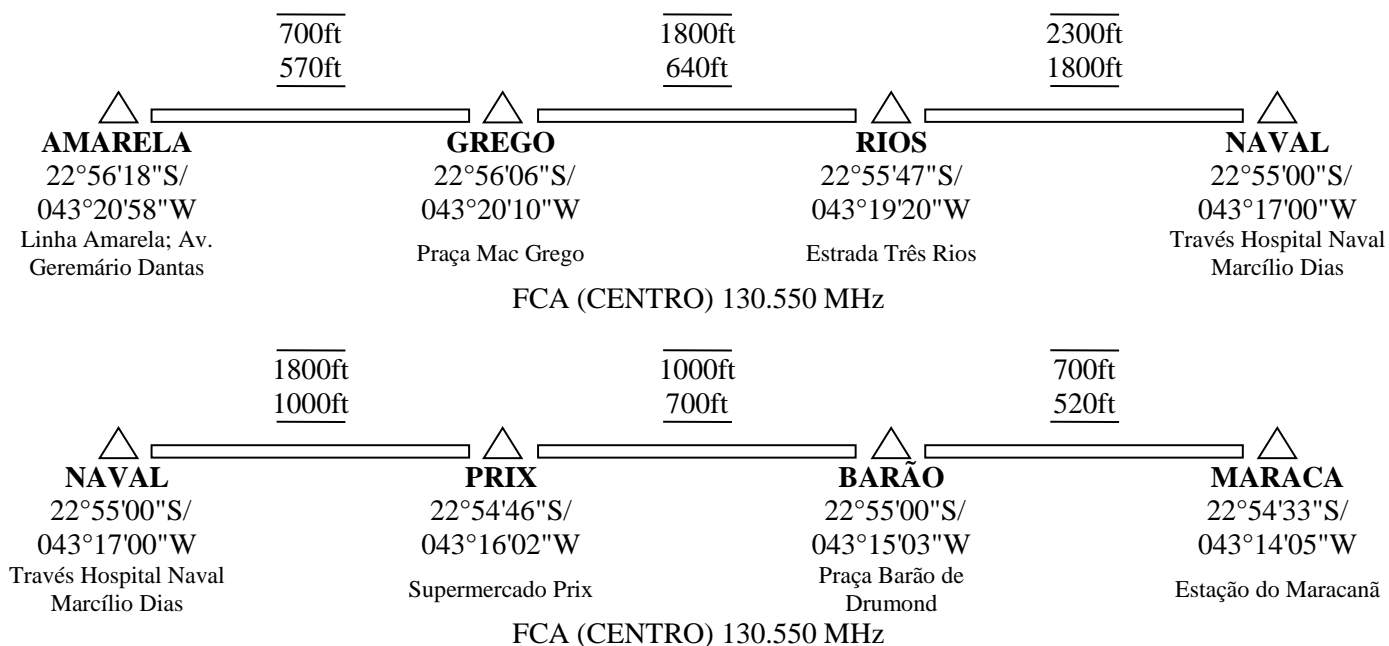 700ft 1800ft 2300ft
570ft 640ft 1800ft
AMARELA GREGO RIOS NAVAL
22°56'18"S/ 22°56'06"S/ 22°55'47"S/ 22°55'00"S/
043°20'58"W 043°20'10"W 043°19'20"W 043°17'00"W
Linha Amarela; Av. Geremário Dantas
Praça Mac Grego
Estrada Três Rios
Través Hospital Naval Marcílio Dias
FCA (CENTRO) 130.550 MHz
1800ft 1000ft 700ft
1000ft 700ft 520ft
NAVAL PRIX BARÃO MARACA
22°55'00"S/ 22°54'46"S/ 22°55'00"S/ 22°54'33"S/
043°17'00"W 043°16'02"W 043°15'03"W 043°14'05"W
Través Hospital Naval Marcílio Dias
Supermercado Prix
Praça Barão de Drumond
Estação do Maracanã
FCA (CENTRO) 130.550 MHz